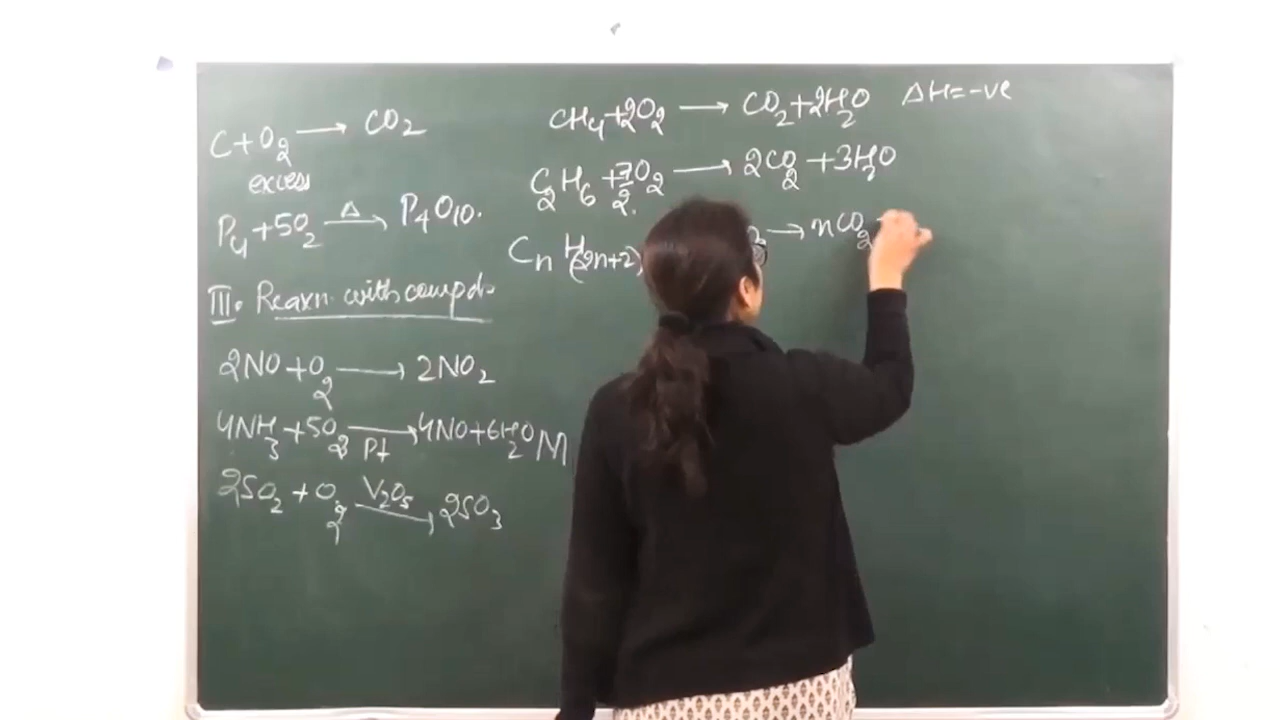 C + O2 → CO2
excess
P4 + 5O2 —Δ→ P4O10.
III. Reaxn. with compd.
2NO + O2 → 2NO2
4NH3 + 5O2 —Pt→ 4NO + 6H2O
2SO2 + O2 —V2O5→ 2SO3
CH4 + 2O2 → CO2 + 2H2O ΔH = -ve
C2H6 + 7/2 O2 → 2CO2 + 3H2O
CnH(2n+2) 2 → nCO2